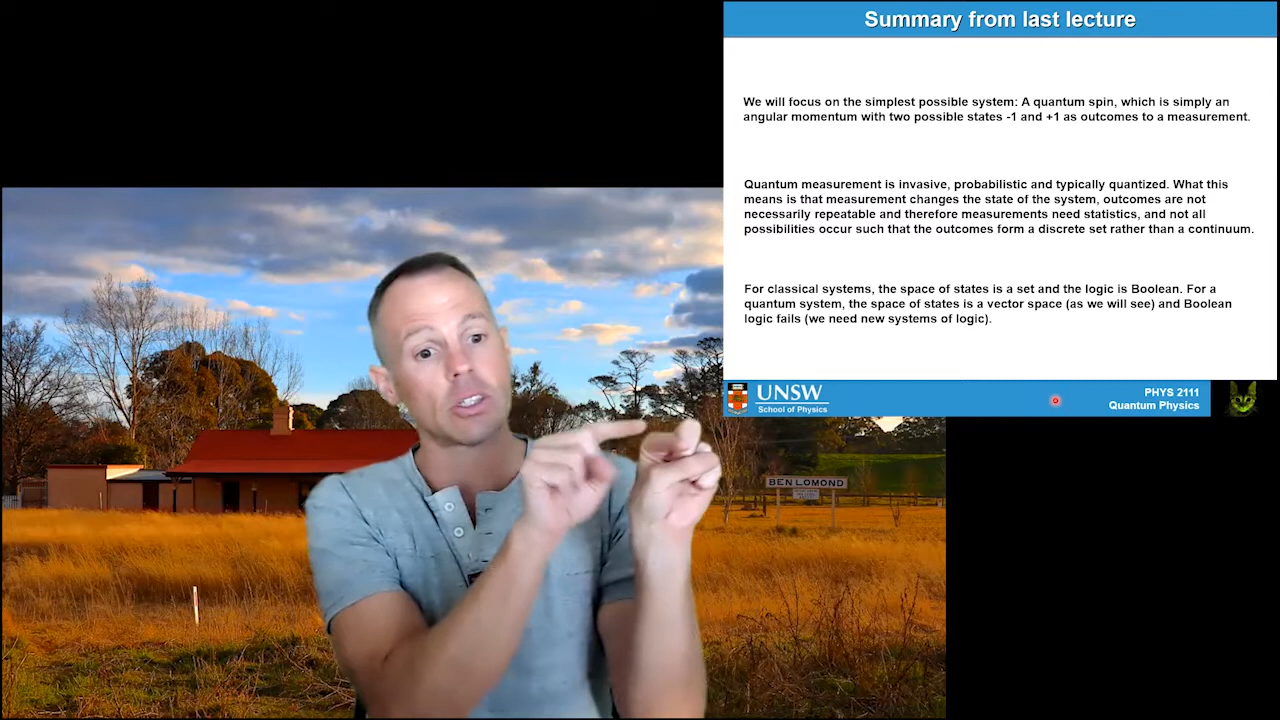 Summary from last lecture
We will focus on the simplest possible system: A quantum spin, which is simply an
angular momentum with two possible states -1 and +1 as outcomes to a measurement.
Quantum measurement is invasive, probabilistic and typically quantized. What this
means is that measurement changes the state of the system, outcomes are not
necessarily repeatable and therefore measurements need statistics, and not all
possibilities occur such that the outcomes form a discrete set rather than a continuum.
For classical systems, the space of states is a set and the logic is Boolean. For a
quantum system, the space of states is a vector space (as we will see) and Boolean
logic fails (we need new systems of logic).
UNSW
School of Physics
PHYS 2111
Quantum Physics
BEN LOMOND